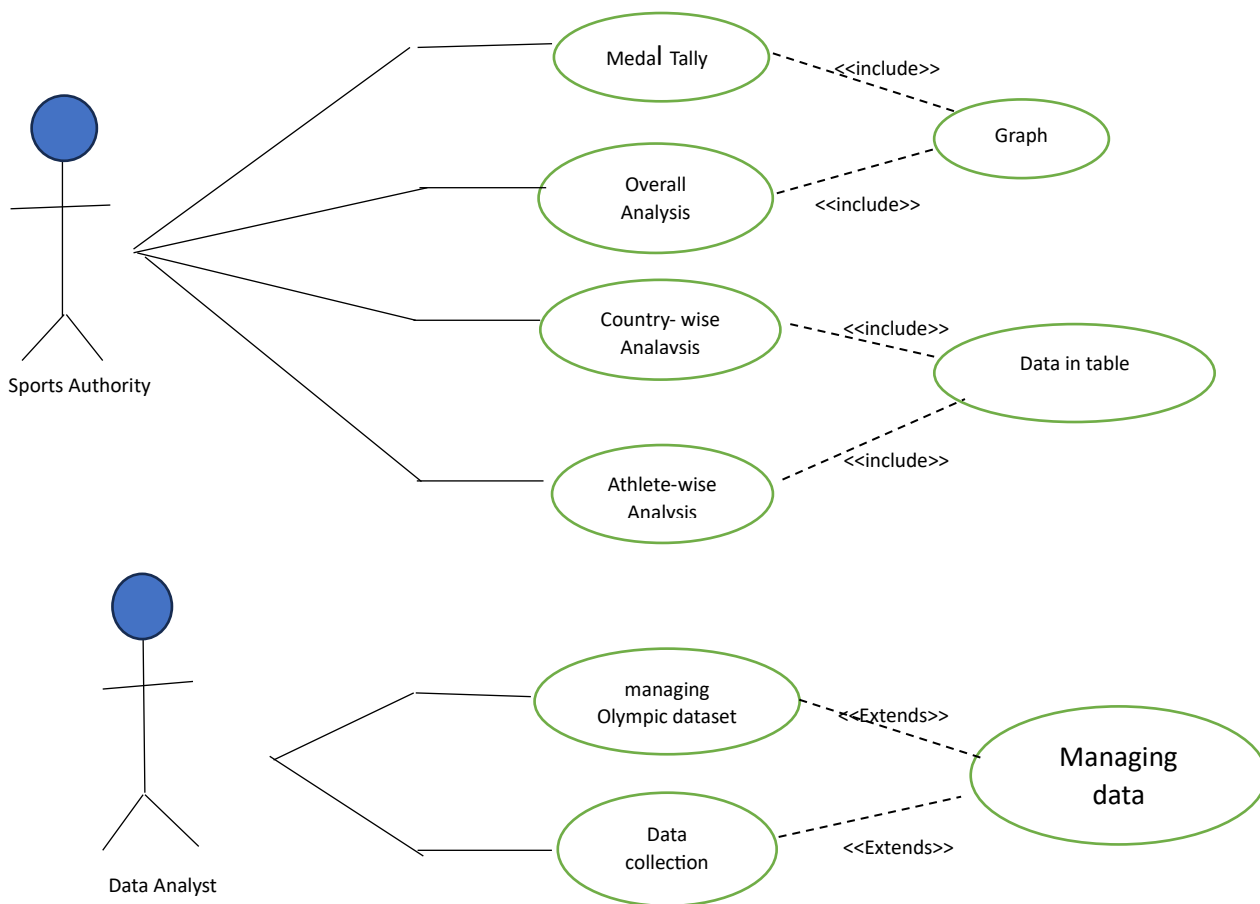 Medal Tally
<<include>>
Graph
Overall
Analysis
<<include>>
Country- wise
Analavsis
<<include>>
Data in table
Sports Authority
<<include>>
Athlete-wise
Analysis
managing
Olympic dataset
<<Extends>>
Managing
data
Data
collection
<<Extends>>
Data Analyst